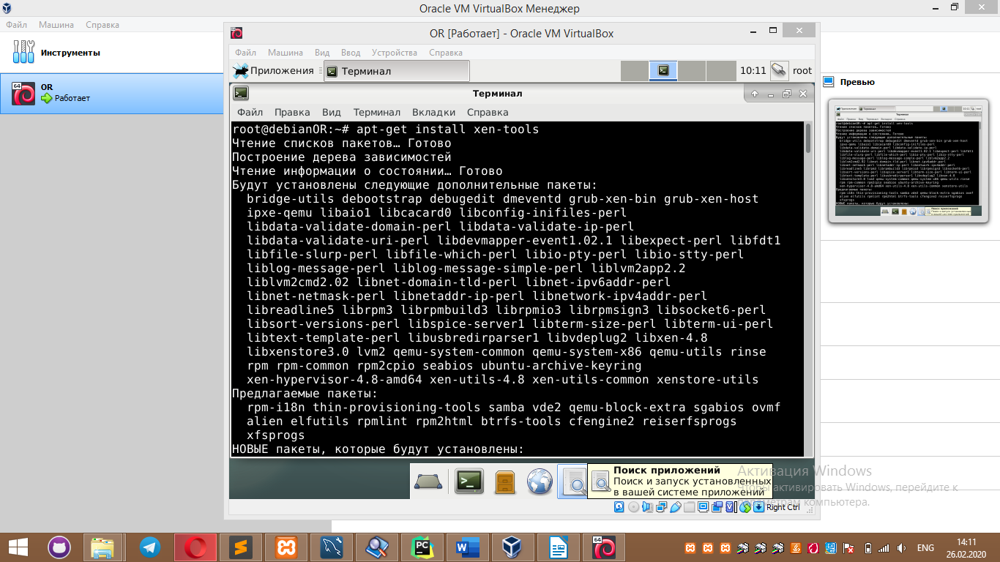 Oracle VM VirtualBox Менеджер
Файл Машина Справка
Инструменты
64
OR
Работает
OR [Работает] - Oracle VM VirtualBox
Файл Машина Вид Ввод Устройства Справка
Приложения Терминал 10:11 root
Терминал
Файл Правка Вид Терминал Вкладки Справка
root@debianOR:~# apt-get install xen-tools
Чтение списков пакетов… Готово
Построение дерева зависимостей
Чтение информации о состоянии… Готово
Будут установлены следующие дополнительные пакеты:
bridge-utils debootstrap debugedit dmeventd grub-xen-bin grub-xen-host
ipxe-qemu libaio1 libcacard0 libconfig-inifiles-perl
libdata-validate-domain-perl libdata-validate-ip-perl
libdata-validate-uri-perl libdevmapper-event1.02.1 libexpect-perl libfdt1
libfile-slurp-perl libfile-which-perl libio-pty-perl libio-stty-perl
liblog-message-perl liblog-message-simple-perl liblvm2app2.2
liblvm2cmd2.02 libnet-domain-tld-perl libnet-ipv6addr-perl
libnet-netmask-perl libnetaddr-ip-perl libnetwork-ipv4addr-perl
libreadline5 librpm3 librpmbuild3 librpmio3 librpmsign3 libsocket6-perl
libsort-versions-perl libspice-server1 libterm-size-perl libterm-ui-perl
libtext-template-perl libusbredirparser1 libvdeplug2 libxen-4.8
libxenstore3.0 lvm2 qemu-system-common qemu-system-x86 qemu-utils rinse
rpm rpm-common rpm2cpio seabios ubuntu-archive-keyring
xen-hypervisor-4.8-amd64 xen-utils-4.8 xen-utils-common xenstore-utils
Предлагаемые пакеты:
rpm-i18n thin-provisioning-tools samba vde2 qemu-block-extra sgabios ovmf
alien elfutils rpmlint rpm2html btrfs-tools cfengine2 reiserfsprogs
xfsprogs
НОВЫЕ пакеты, которые будут установлены:
Поиск приложений
Поиск и запуск установленных
в вашей системе приложений
Right Ctrl
Превью
Активация Windows
Чтобы активировать Windows, перейдите к
параметрам компьютера.
ENG
14:11
26.02.2020